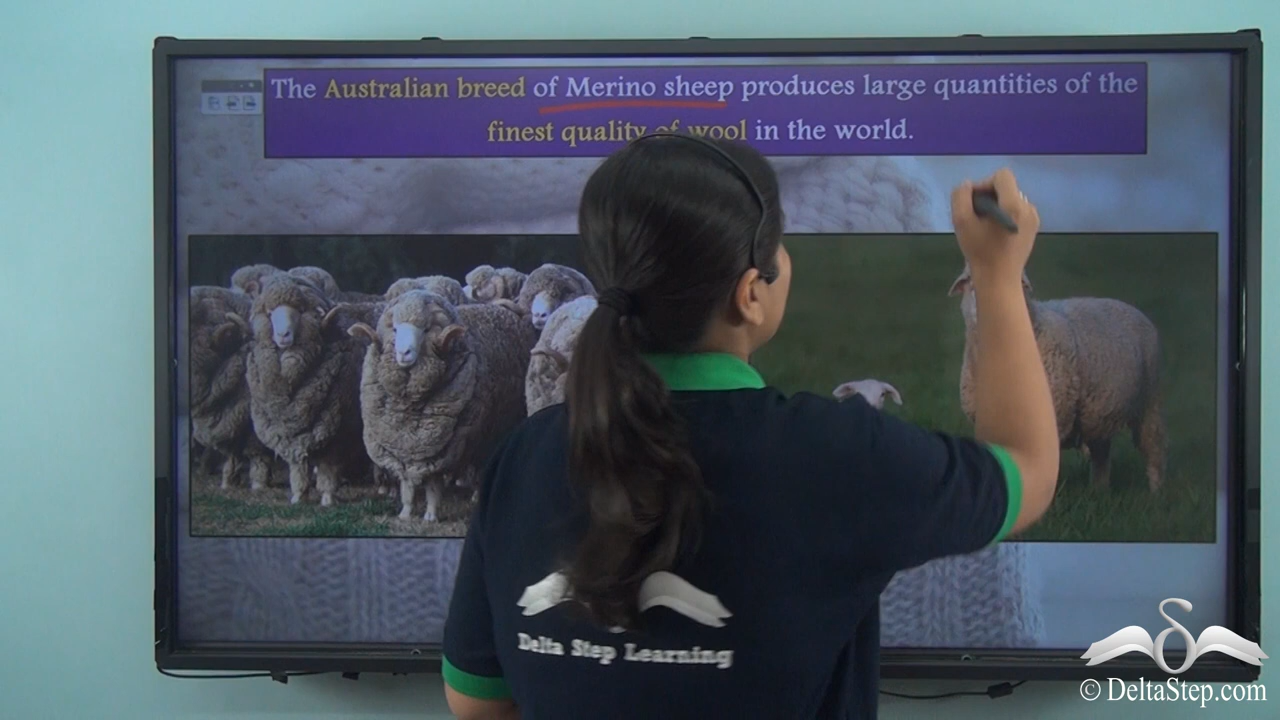 The Australian breed of Merino sheep produces large quantities of the
finest quality of wool in the world.
Delta Step Learning
© DeltaStep.com